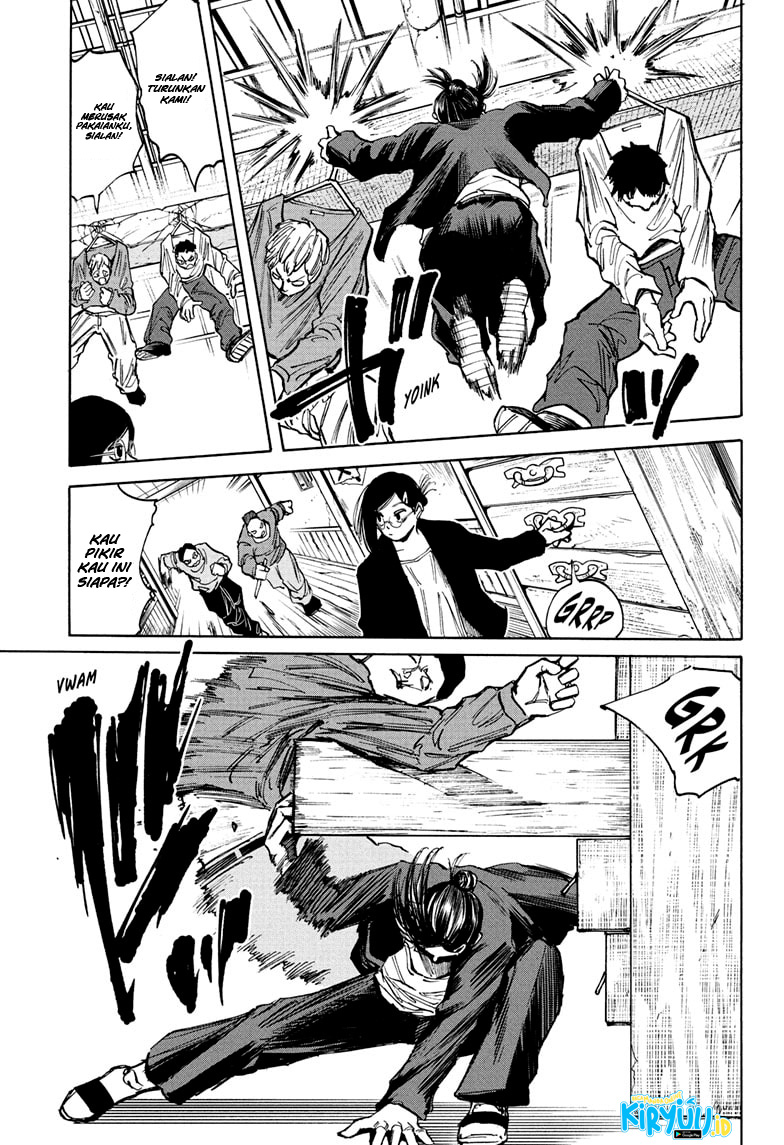 YOINK
SIALAN!
TURUNKAN
KAMI!
KAU
MERUSAK
PAKAIANKU,
SIALAN!
GRRP
KAU
PIKIR
KAU INI
SIAPA?!
GRK
VWAM
KIRYUU.ID